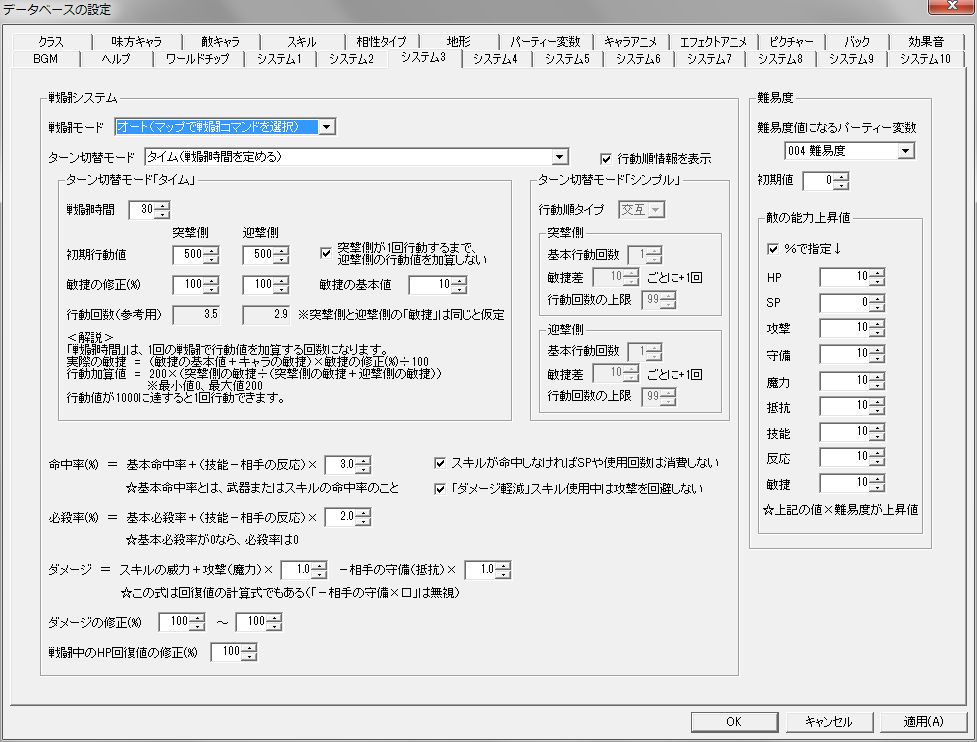 データベースの設定
クラス 味方キャラ 敵キャラ スキル 相性タイプ 地形 パーティー変数 キャラアニメ エフェクトアニメ ピクチャー バック 効果音
BGM ヘルプ ワールドチップ システム1 システム2 システム3 システム4 システム5 システム6 システム7 システム8 システム9 システム10
戦闘システム
戦闘モード オート(マップで戦闘コマンドを選択)
ターン切替モード タイム(戦闘時間を定める) 行動順情報を表示
ターン切替モード「タイム」
戦闘時間 30
突撃側 迎撃側
初期行動値 500 500 突撃側が1回行動するまで、
迎撃側の行動値を加算しない
敏捷の修正(%) 100 100 敏捷の基本値 10
行動回数(参考用) 3.5 2.9 ※突撃側と迎撃側の「敏捷」は同じと仮定
<解説>
「戦闘時間」は、1回の戦闘で行動値を加算する回数になります。
実際の敏捷 = (敏捷の基本値+キャラの敏捷)×敏捷の修正(%)÷100
行動加算値 = 200×(突撃側の敏捷÷(突撃側の敏捷+迎撃側の敏捷))
※最小値0、最大値200
行動値が1000に達すると1回行動できます。
ターン切替モード「シンプル」
行動順タイプ 交互
突撃側
基本行動回数 1
敏捷差 10 ごとに+1回
行動回数の上限 99
迎撃側
基本行動回数 1
敏捷差 10 ごとに+1回
行動回数の上限 99
命中率(%) = 基本命中率+(技能-相手の反応)× 3.0 スキルが命中しなければSPや使用回数は消費しない
☆基本命中率とは、武器またはスキルの命中率のこと 「ダメージ軽減」スキル使用中は攻撃を回避しない
必殺率(%) = 基本必殺率+(技能-相手の反応)× 2.0
☆基本必殺率が0なら、必殺率は0
ダメージ = スキルの威力+攻撃(魔力)× 1.0 -相手の守備(抵抗)× 1.0
☆この式は回復値の計算式でもある(「-相手の守備×口」は無視)
ダメージの修正(%) 100 ~ 100
戦闘中のHP回復値の修正(%) 100
難易度
難易度値になるパーティー変数
004 難易度
初期値 0
敵の能力上昇値
%で指定↓
HP 10
SP 0
攻撃 10
守備 10
魔力 10
抵抗 10
技能 10
反応 10
敏捷 10
☆上記の値×難易度が上昇値
OK キャンセル 適用(A)